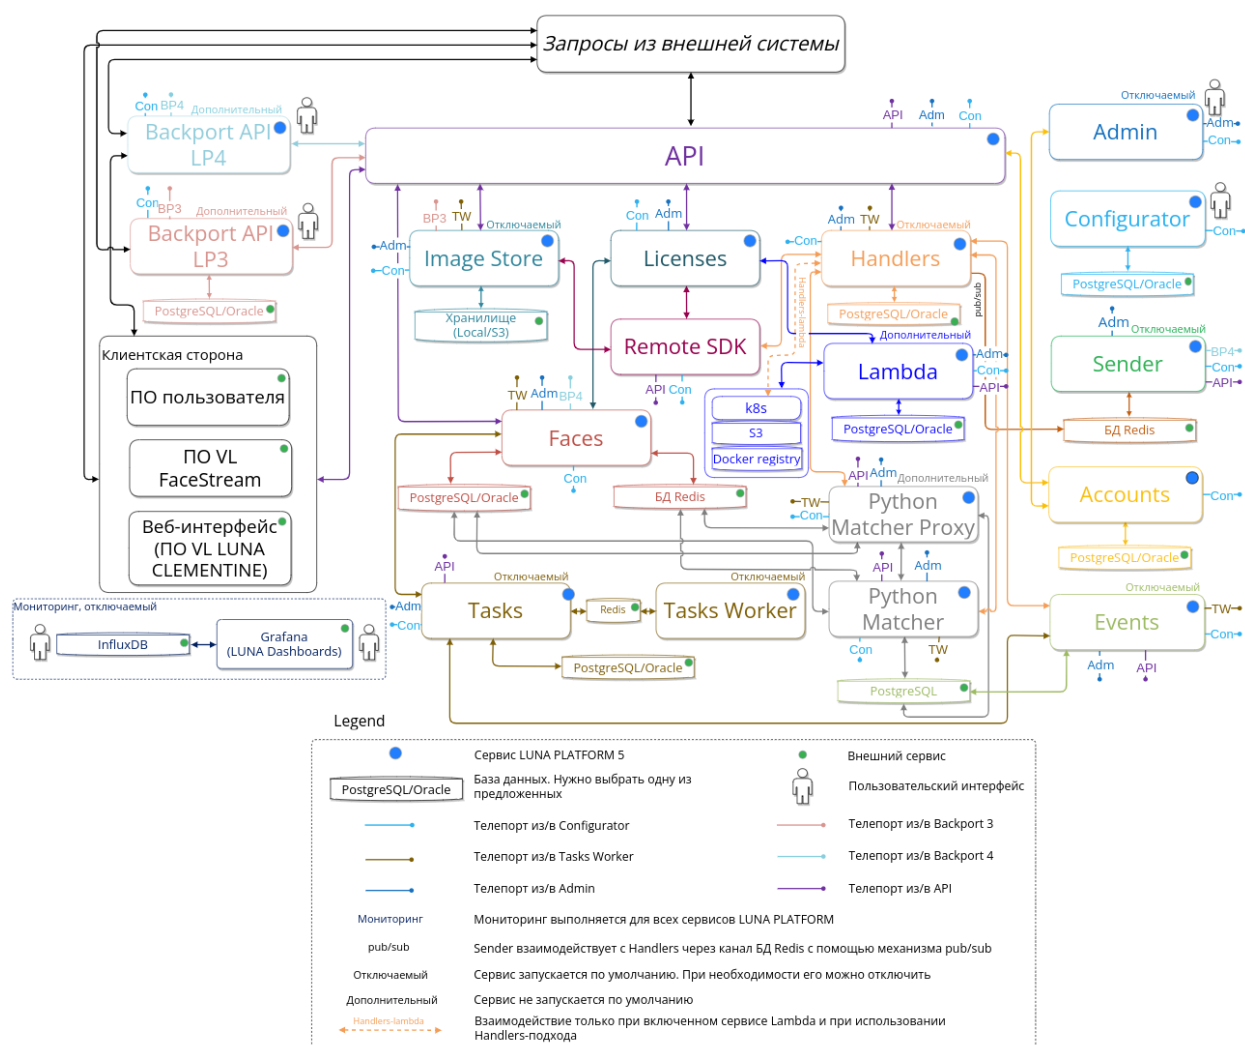 Запросы из внешней системы
Con
BP4
Дополнительный
Backport API
LP4
Con
BP3
Дополнительный
Backport API
LP3
PostgreSQL/Oracle
API
Adm
Con
API
Отключаемый
Admin
Adm
Con
Configurator
Con
PostgreSQL/Oracle
BP3
TW
Отключаемый
Adm
Con
Image Store
Хранилище
(Local/S3)
Con
Adm
Licenses
Remote SDK
API
Con
Adm
TW
Отключаемый
Con
Handlers
PostgreSQL/Oracle
Handlers-lambda
pub/sub
Дополнительный
Lambda
Adm
Con
API
PostgreSQL/Oracle
k8s
S3
Docker registry
Adm
Отключаемый
Sender
BP4
Con
API
БД Redis
Клиентская сторона
ПО пользователя
ПО VL
FaceStream
Веб-интерфейс
(ПО VL LUNA
CLEMENTINE)
TW
Adm
BP4
Faces
Con
PostgreSQL/Oracle
БД Redis
API
Adm
Дополнительный
TW
Con
Python
Matcher Proxy
API
Adm
Python
Matcher
Con
TW
PostgreSQL
Accounts
Con
PostgreSQL/Oracle
Отключаемый
Events
TW
Con
Adm
API
API
Отключаемый
Adm
Con
Tasks
Redis
Отключаемый
Tasks Worker
PostgreSQL/Oracle
Мониторинг, отключаемый
InfluxDB
Grafana
(LUNA Dashboards)
Legend
Сервис LUNA PLATFORM 5
Внешний сервис
PostgreSQL/Oracle
База данных. Нужно выбрать одну из
предложенных
Пользовательский интерфейс
Телепорт из/в Configurator
Телепорт из/в Backport 3
Телепорт из/в Tasks Worker
Телепорт из/в Backport 4
Телепорт из/в Admin
Телепорт из/в API
Мониторинг
Мониторинг выполняется для всех сервисов LUNA PLATFORM
pub/sub
Sender взаимодействует с Handlers через канал БД Redis с помощью механизма pub/sub
Отключаемый
Сервис запускается по умолчанию. При необходимости его можно отключить
Дополнительный
Сервис не запускается по умолчанию
Handlers-lambda
Взаимодействие только при включенном сервисе Lambda и при использовании
Handlers-подхода